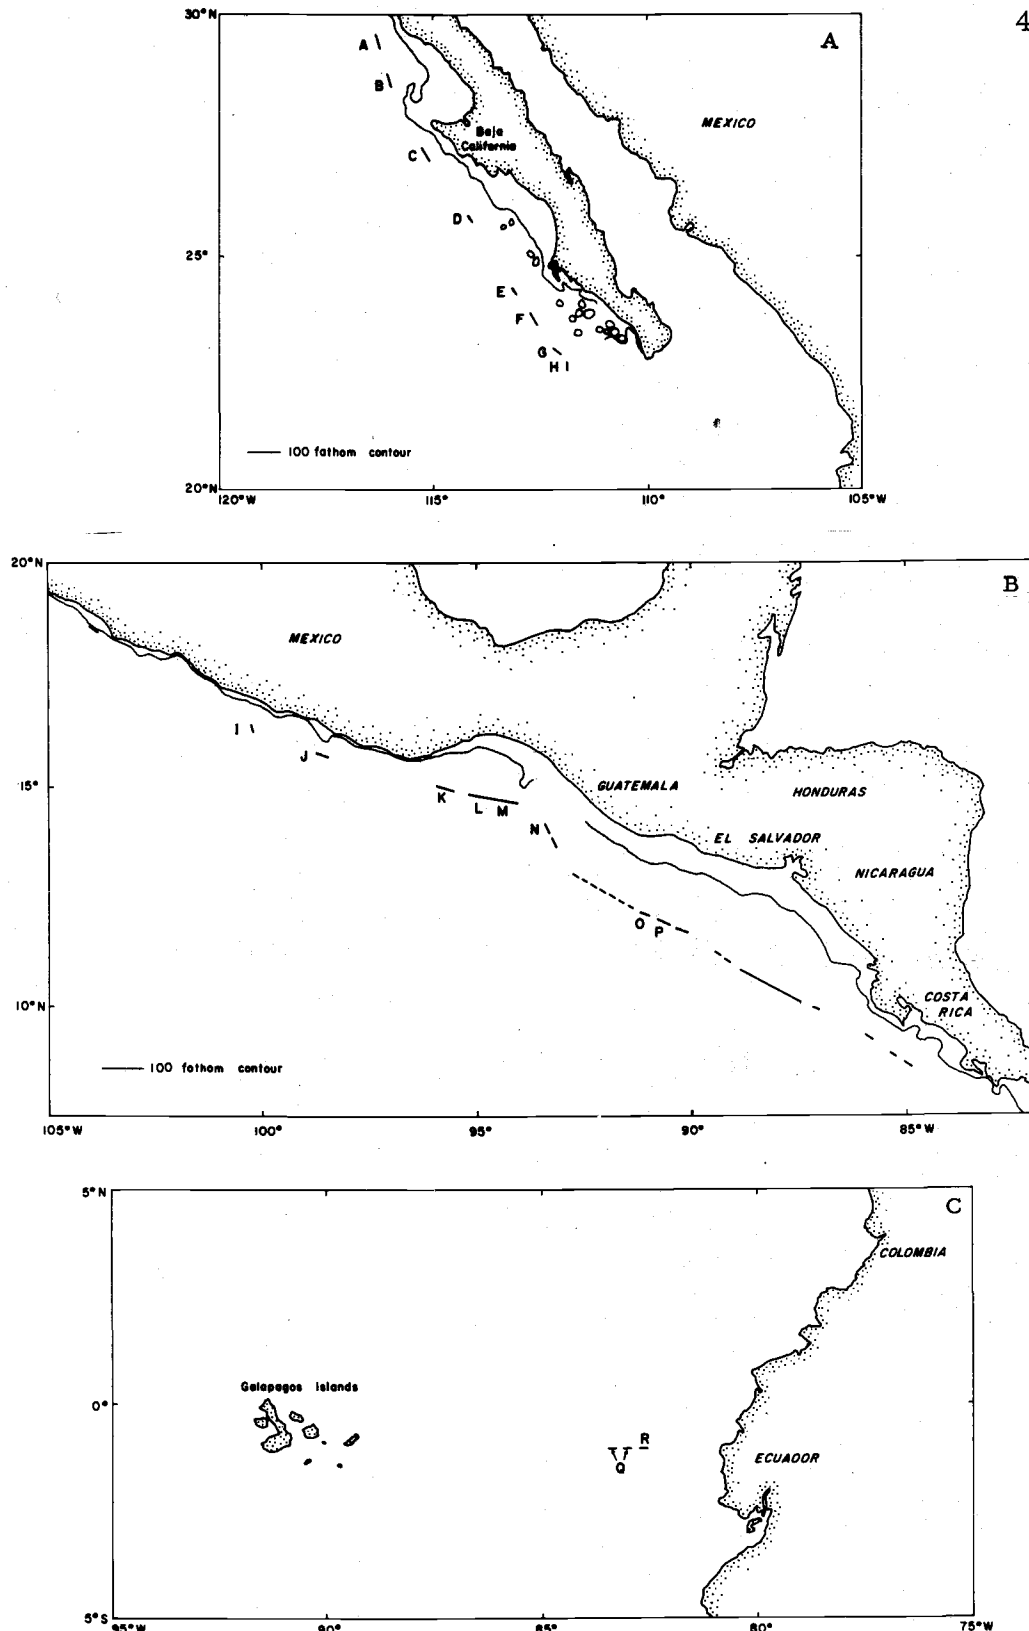 4
30°N
A
A
B
MEXICO
Baja
California
C
D
25°
E
F
G
H
100 fathom contour
20°N
120°W
115°
110°
105°W
20°N
B
MEXICO
I
J
15°
K
L
M
N
GUATEMALA
HONDURAS
EL SALVADOR
NICARAGUA
O
P
10°N
COSTA
RICA
100 fathom contour
105°W
100°
95°
90°
85°W
5°N
C
COLOMBIA
Galapagos Islands
0°
R
Q
ECUADOR
5°S
95°W
90°
85°
80°
75°W